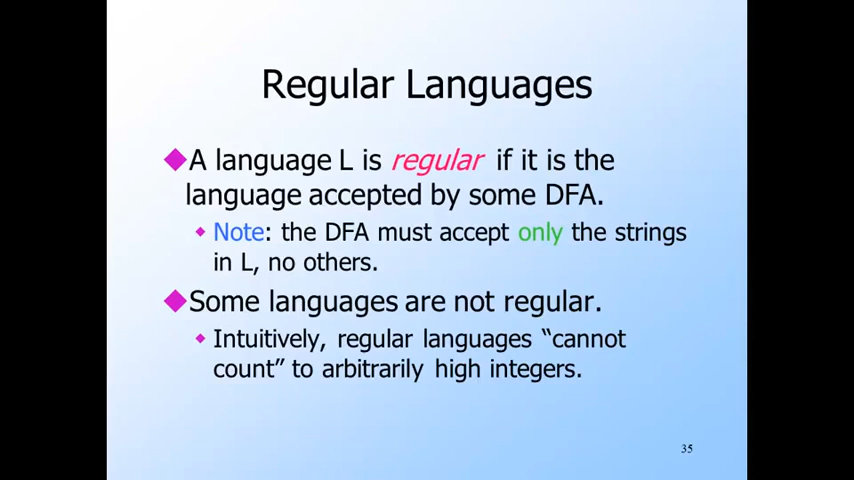 Regular Languages
A language L is regular if it is the
language accepted by some DFA.
Note: the DFA must accept only the strings
in L, no others.
Some languages are not regular.
Intuitively, regular languages “cannot
count” to arbitrarily high integers.
35